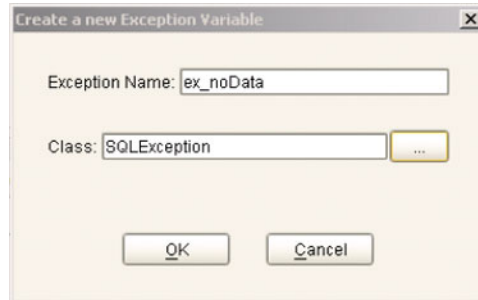 Create a new Exception Variable
Exception Name: ex_noData
Class: SQLException ...
OK Cancel